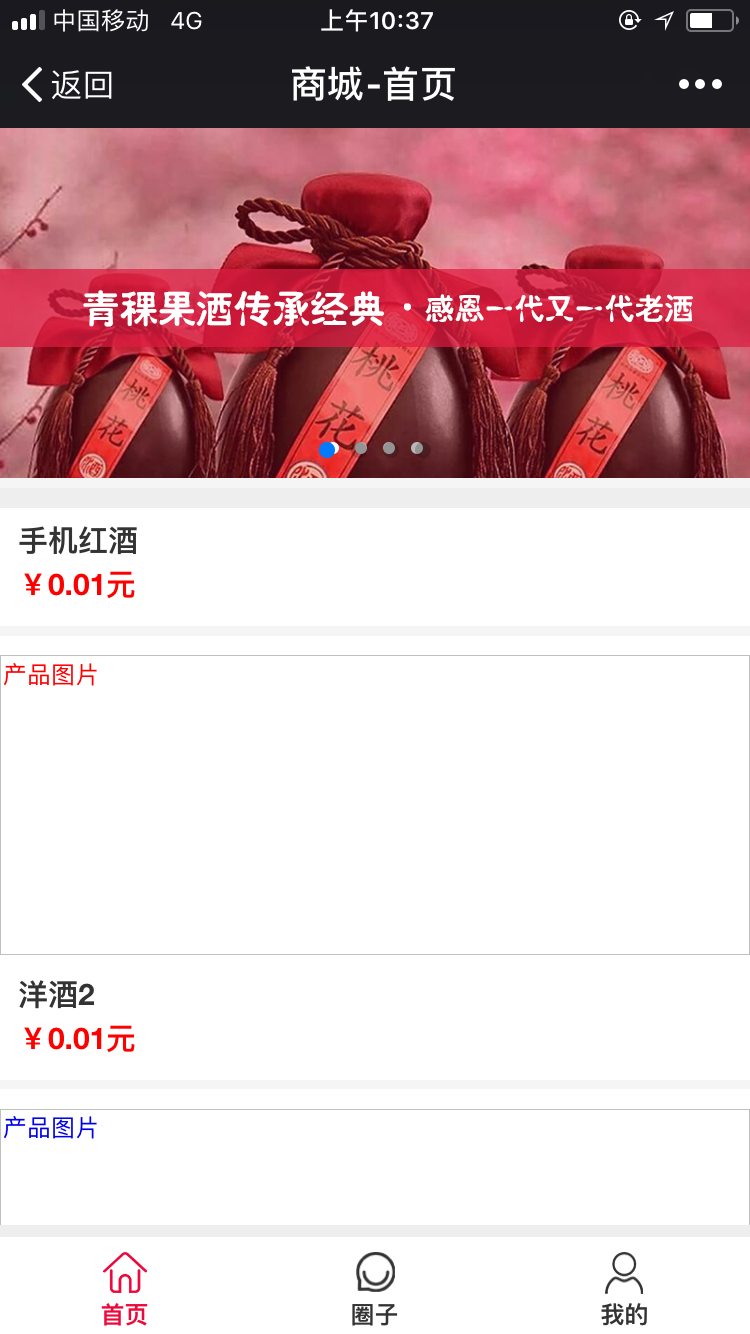 中国移动 4G 上午10:37
返回 商城-首页
青稞果酒传承经典·感恩一代又一代老酒
桃花
桃花
桃花
手机红酒
¥0.01元
产品图片
洋酒2
¥0.01元
产品图片
首页 圈子 我的